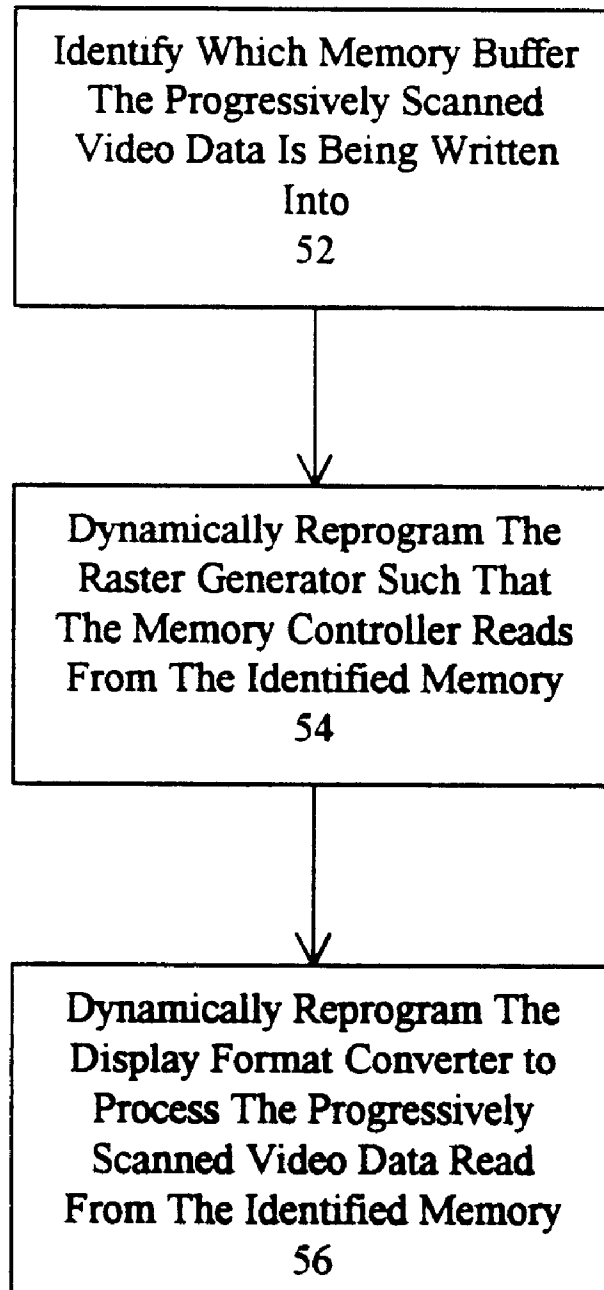 Identify Which Memory Buffer
The Progressively Scanned
Video Data Is Being Written
Into
52
Dynamically Reprogram The
Raster Generator Such That
The Memory Controller Reads
From The Identified Memory
54
Dynamically Reprogram The
Display Format Converter to
Process The Progressively
Scanned Video Data Read
From The Identified Memory
56